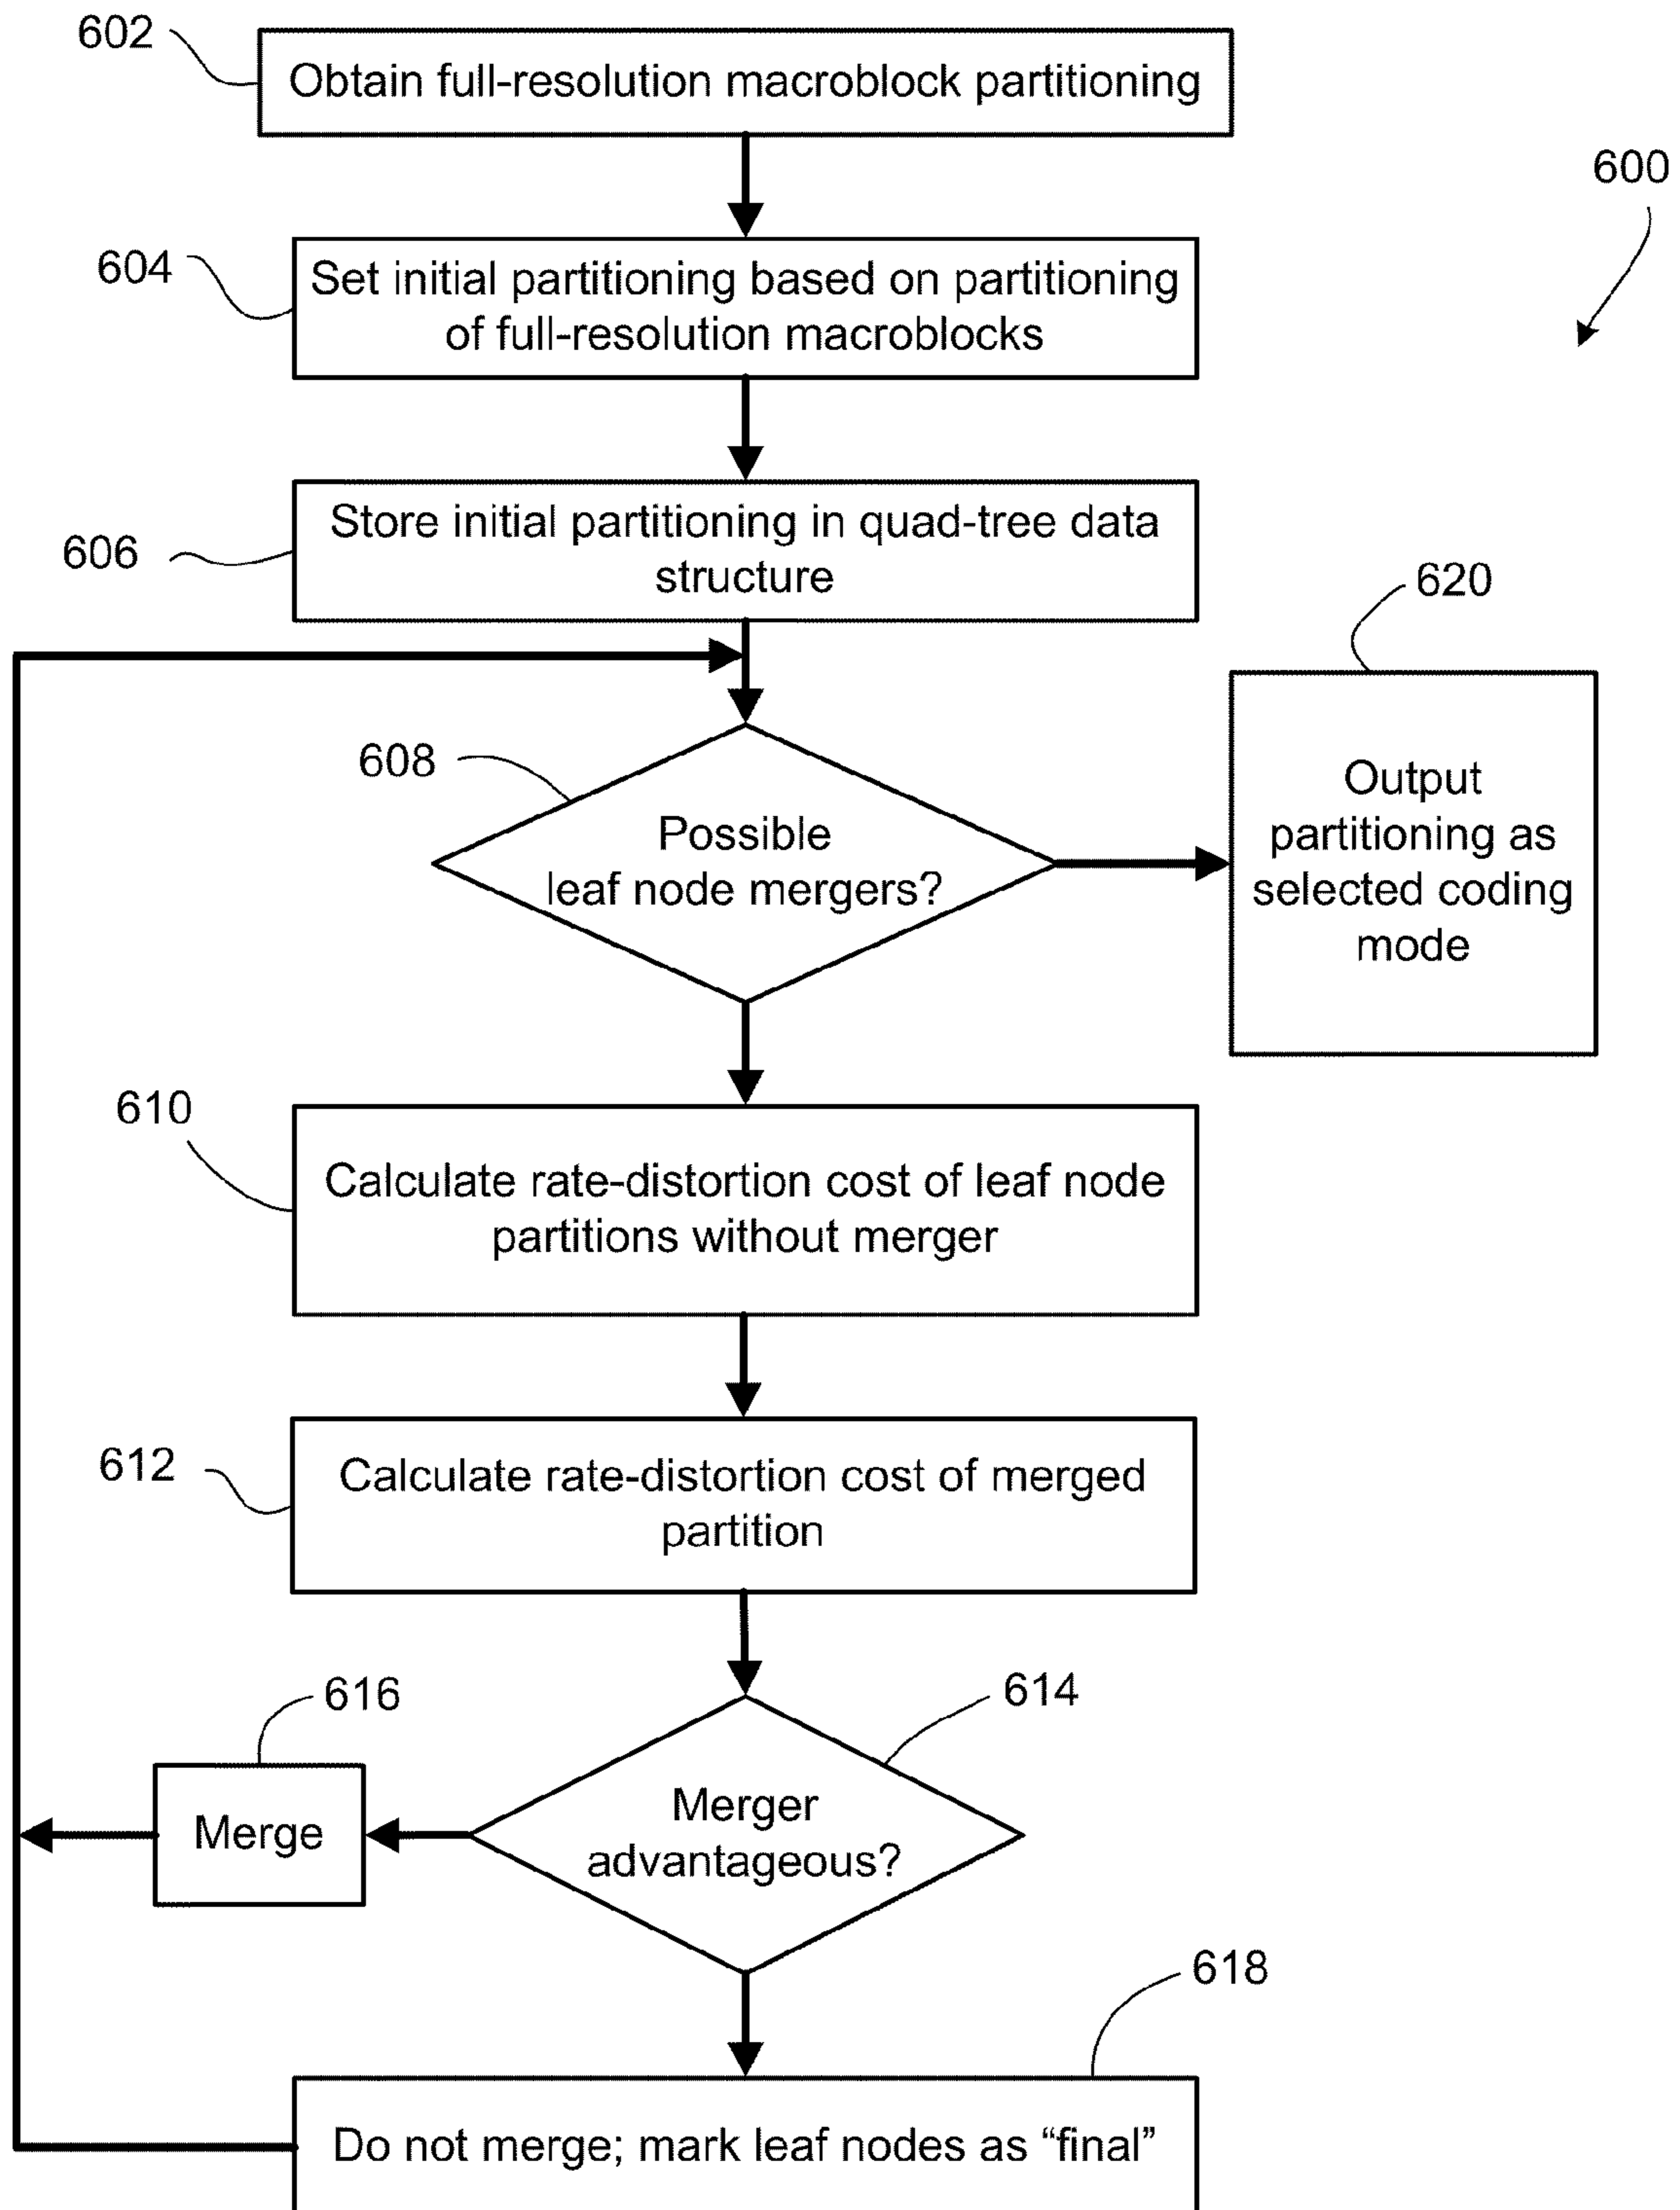 602
Obtain full-resolution macroblock partitioning
600
604
Set initial partitioning based on partitioning
of full-resolution macroblocks
606
Store initial partitioning in quad-tree data
structure
620
608
Possible
leaf node mergers?
Output
partitioning as
selected coding
mode
610
Calculate rate-distortion cost of leaf node
partitions without merger
612
Calculate rate-distortion cost of merged
partition
616
614
Merge
Merger
advantageous?
618
Do not merge; mark leaf nodes as “final”